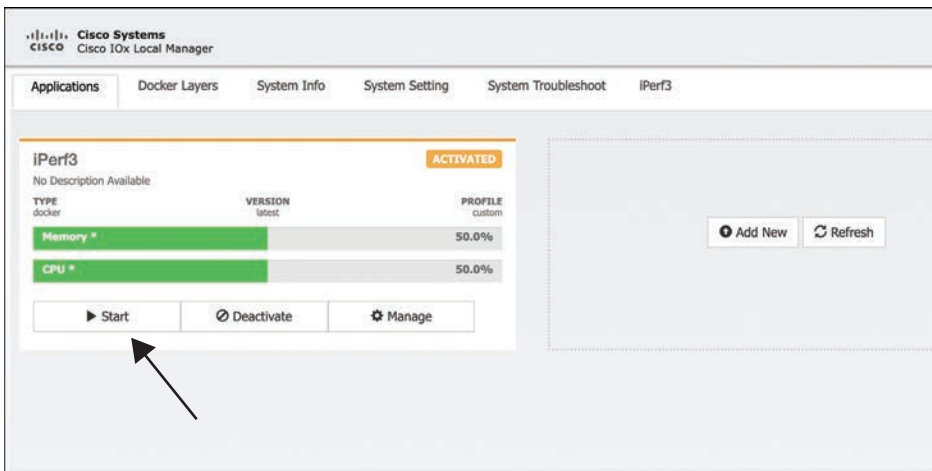 Cisco Systems
CISCO Cisco IOx Local Manager
Applications Docker Layers System Info System Setting System Troubleshoot iPerf3
iPerf3 ACTIVATED
No Description Available
TYPE VERSION PROFILE
docker latest custom
Memory * 50.0%
CPU * 50.0%
Start Deactivate Manage
Add New Refresh